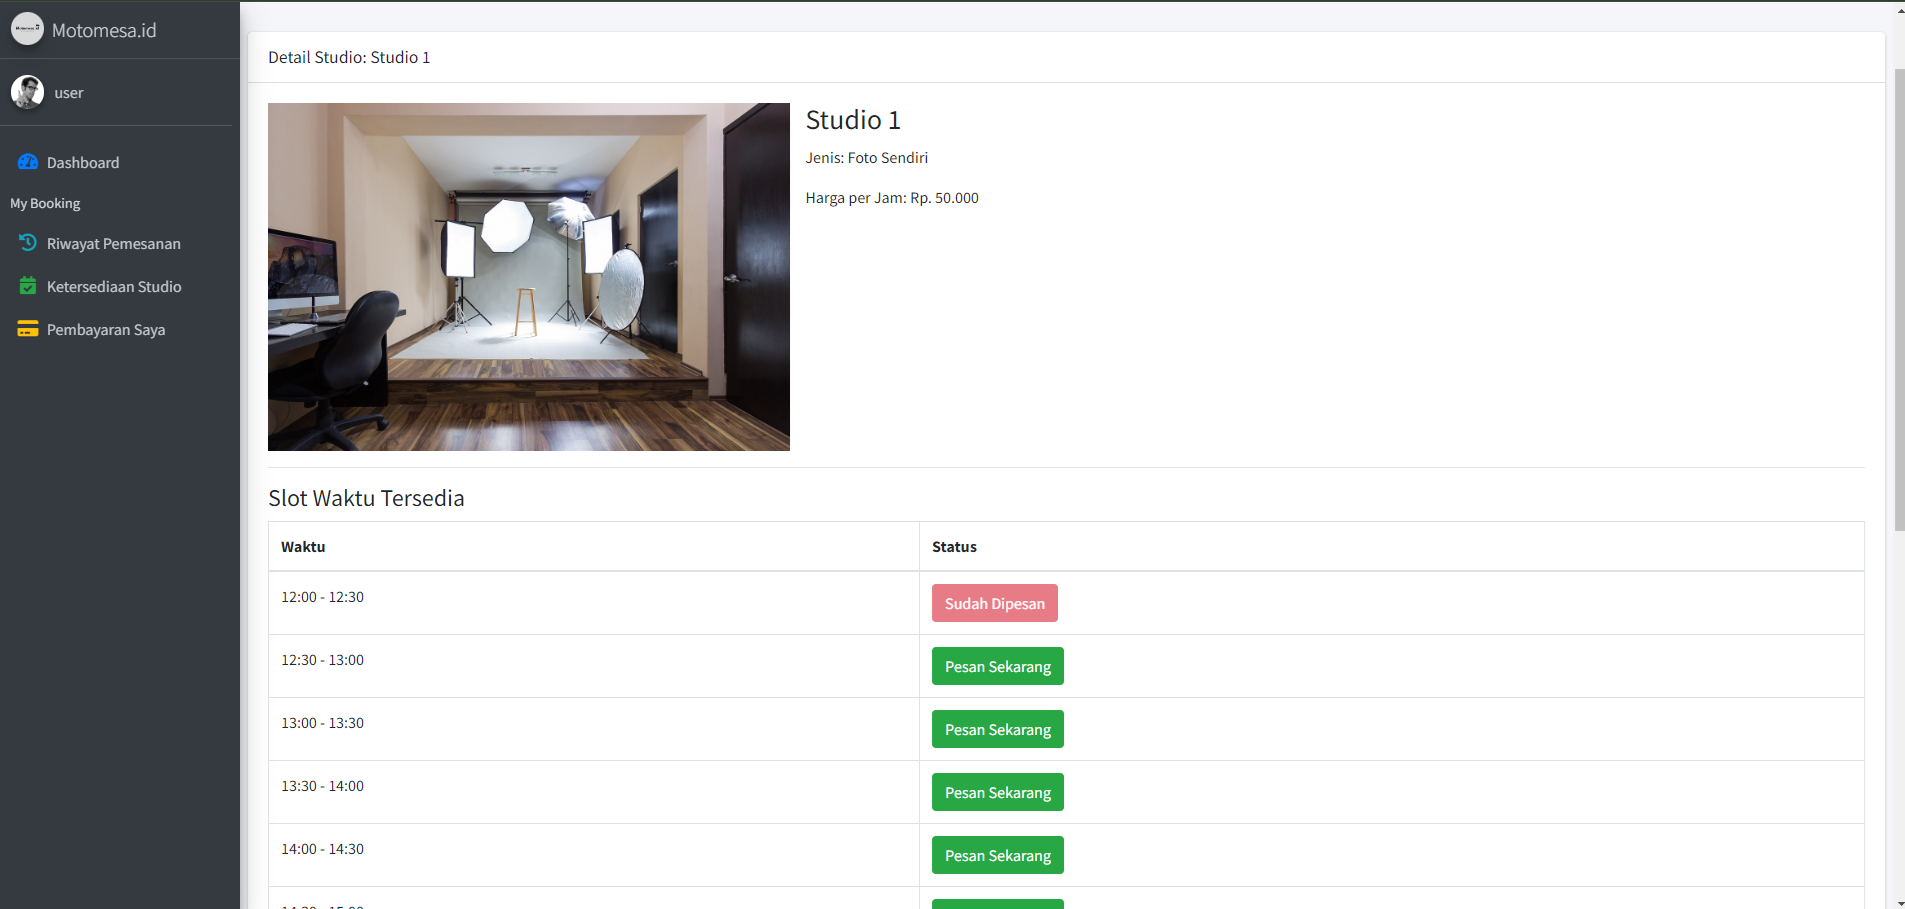 Motomesa.id
user
Dashboard
My Booking
Riwayat Pemesanan
Ketersediaan Studio
Pembayaran Saya
Detail Studio: Studio 1
Studio 1
Jenis: Foto Sendiri
Harga per Jam: Rp. 50.000
Slot Waktu Tersedia
Waktu Status
12:00 - 12:30 Sudah Dipesan
12:30 - 13:00 Pesan Sekarang
13:00 - 13:30 Pesan Sekarang
13:30 - 14:00 Pesan Sekarang
14:00 - 14:30 Pesan Sekarang